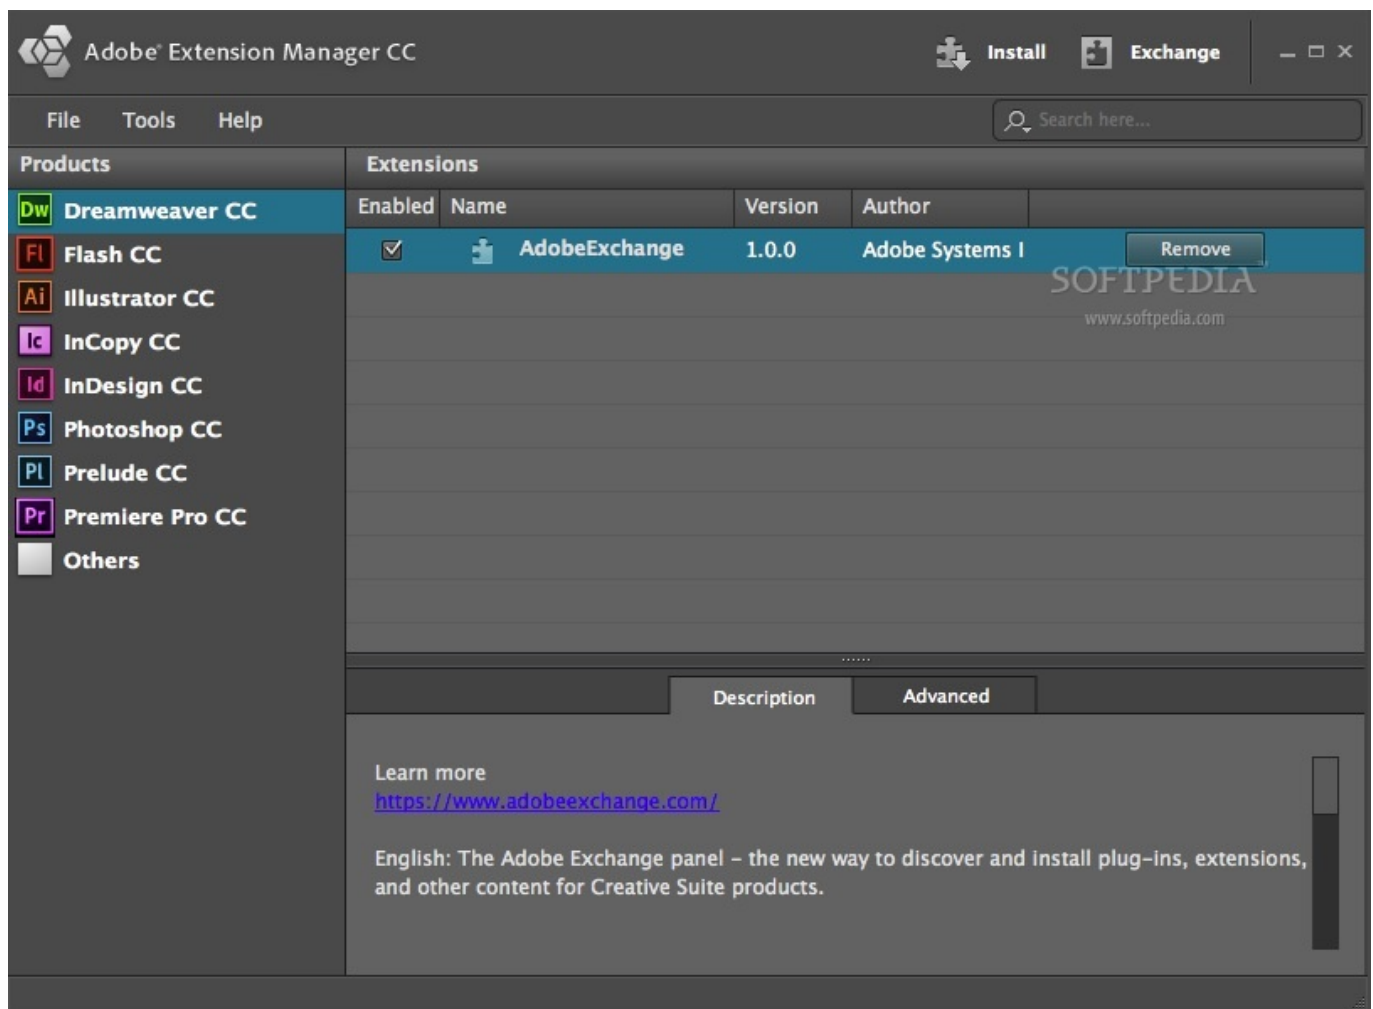 Adobe® Extension Manager CC
Install
Exchange
File Tools Help
Search here...
Products
Extensions
Enabled Name Version Author
Dw Dreamweaver CC
AdobeExchange 1.0.0 Adobe Systems I Remove
Fl Flash CC
Ai Illustrator CC
Ic InCopy CC
Id InDesign CC
Ps Photoshop CC
Pl Prelude CC
Pr Premiere Pro CC
Others
SOFTPEDIA™
www.softpedia.com
Description Advanced
Learn more
https://www.adobeexchange.com/
English: The Adobe Exchange panel – the new way to discover and install plug-ins, extensions,
and other content for Creative Suite products.